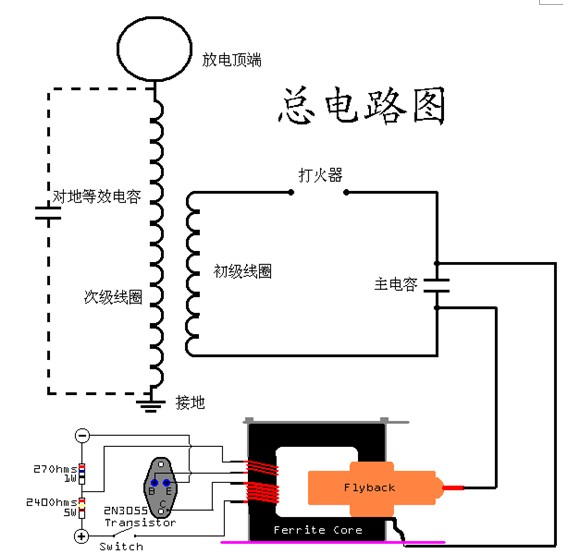 放电顶端
总电路图
打火器
对地等效电容
初级线圈
主电容
次级线圈
接地
270hms
1W
2400hms
5W
B E
C
2N3055
Transistor
Switch
Flyback
Ferrite Core